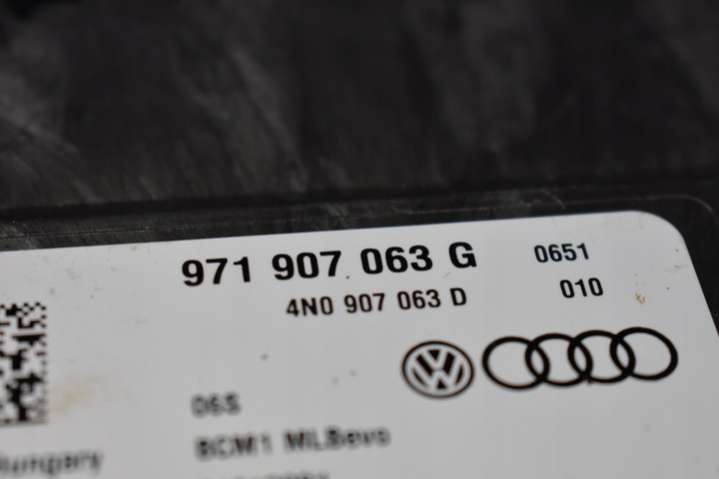 971 907 063 G 0651
4N0 907 063 D 010
06S
BCM1 MLBevo
Hungary